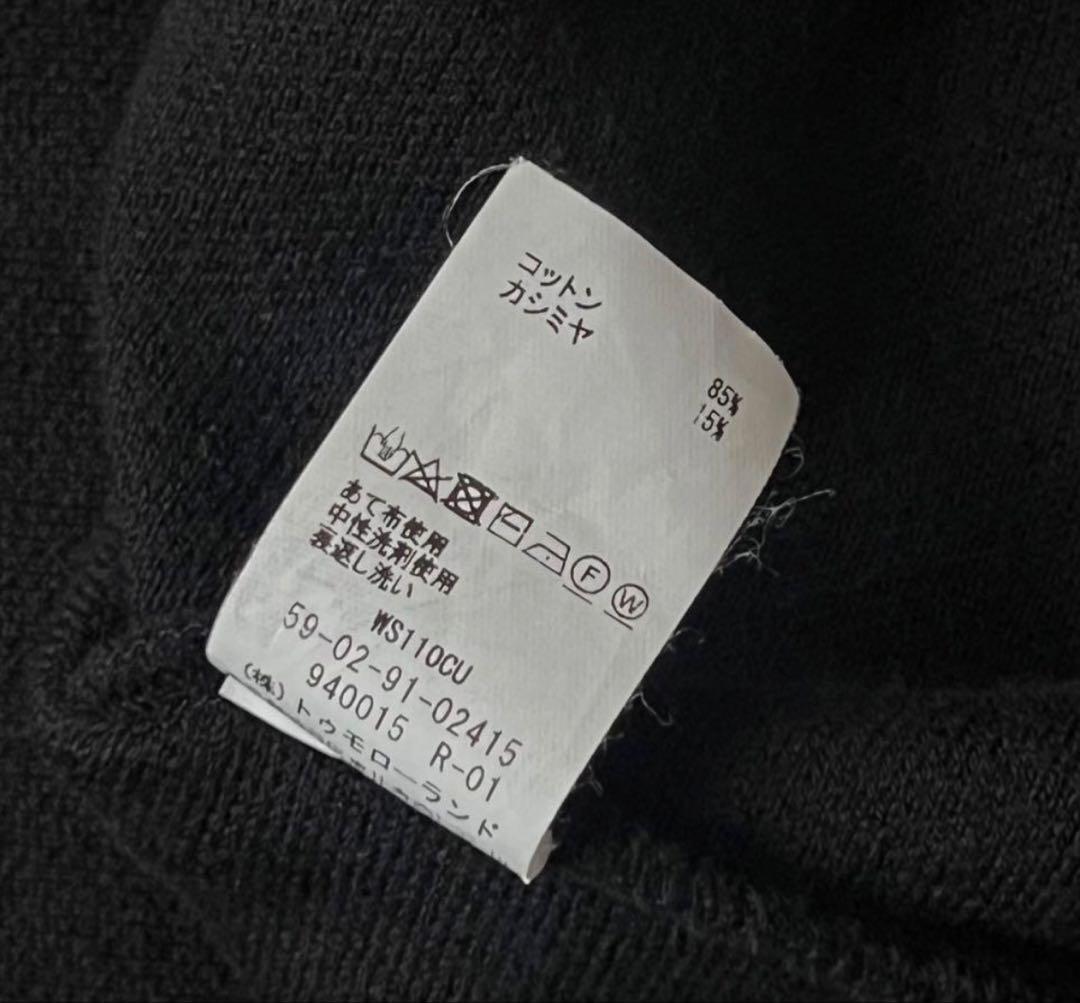 コットン 85%
カシミヤ 15%
F W
あて布使用
中性洗剤使用
裏返し洗い
WS110CU
59-02-91-02415
940015 R-01
(株)トゥモローランド